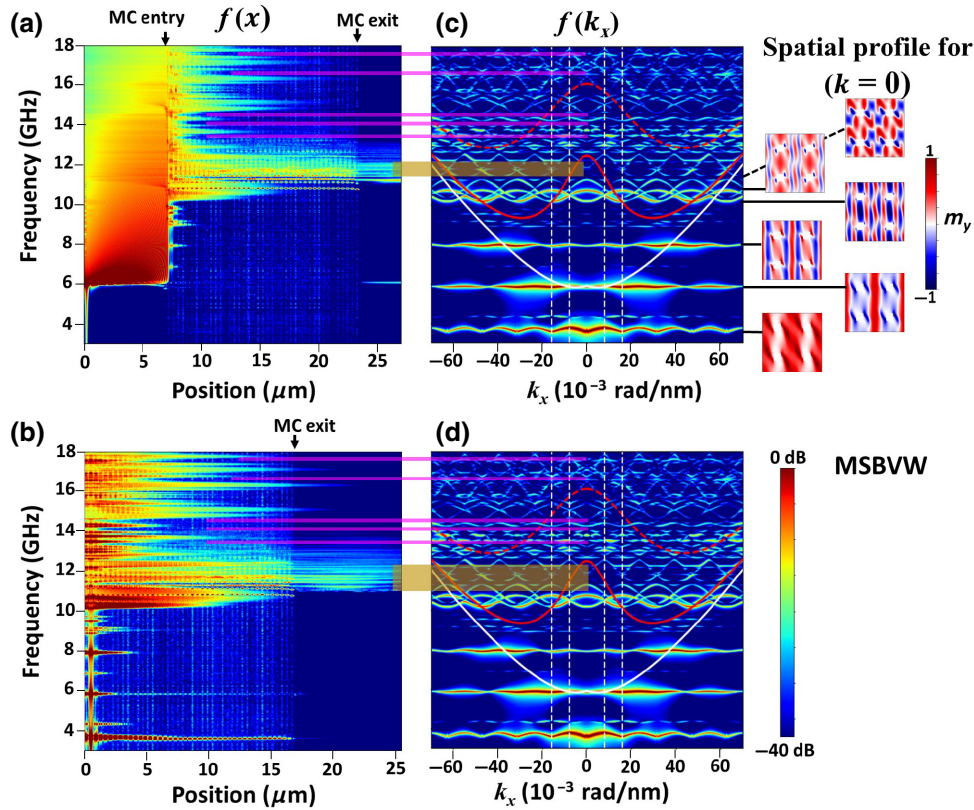 (a)
MC entry
f(x)
MC exit
(c)
f(kₓ)
Spatial profile for
(k = 0)
18
16
14
12
10
8
6
4
Frequency (GHz)
0
5
10
15
20
25
Position (μm)
−60
−40
−20
0
20
40
60
kₓ (10⁻³ rad/nm)
1
m_y
−1
(b)
MC exit
(d)
MSBVW
18
16
14
12
10
8
6
4
Frequency (GHz)
0
5
10
15
20
25
Position (μm)
−60
−40
−20
0
20
40
60
kₓ (10⁻³ rad/nm)
0 dB
−40 dB